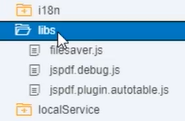 i18n
libs
filesaver.js
jspdf.debug.js
jspdf.plugin.autotable.js
localService